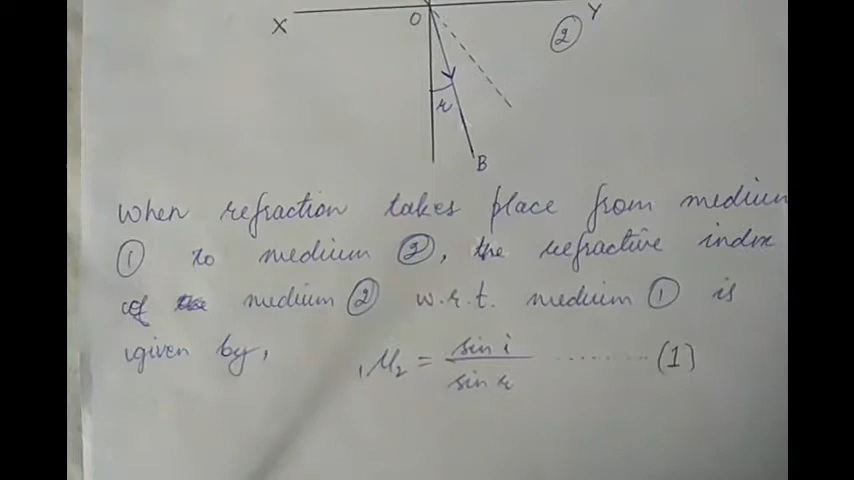 X O Y
②
r
B
When refraction takes place from medium
① to medium ②, the refractive index
of medium ② w.r.t. medium ① is
given by,
₁μ₂ = sin i / sin r ......... (1)